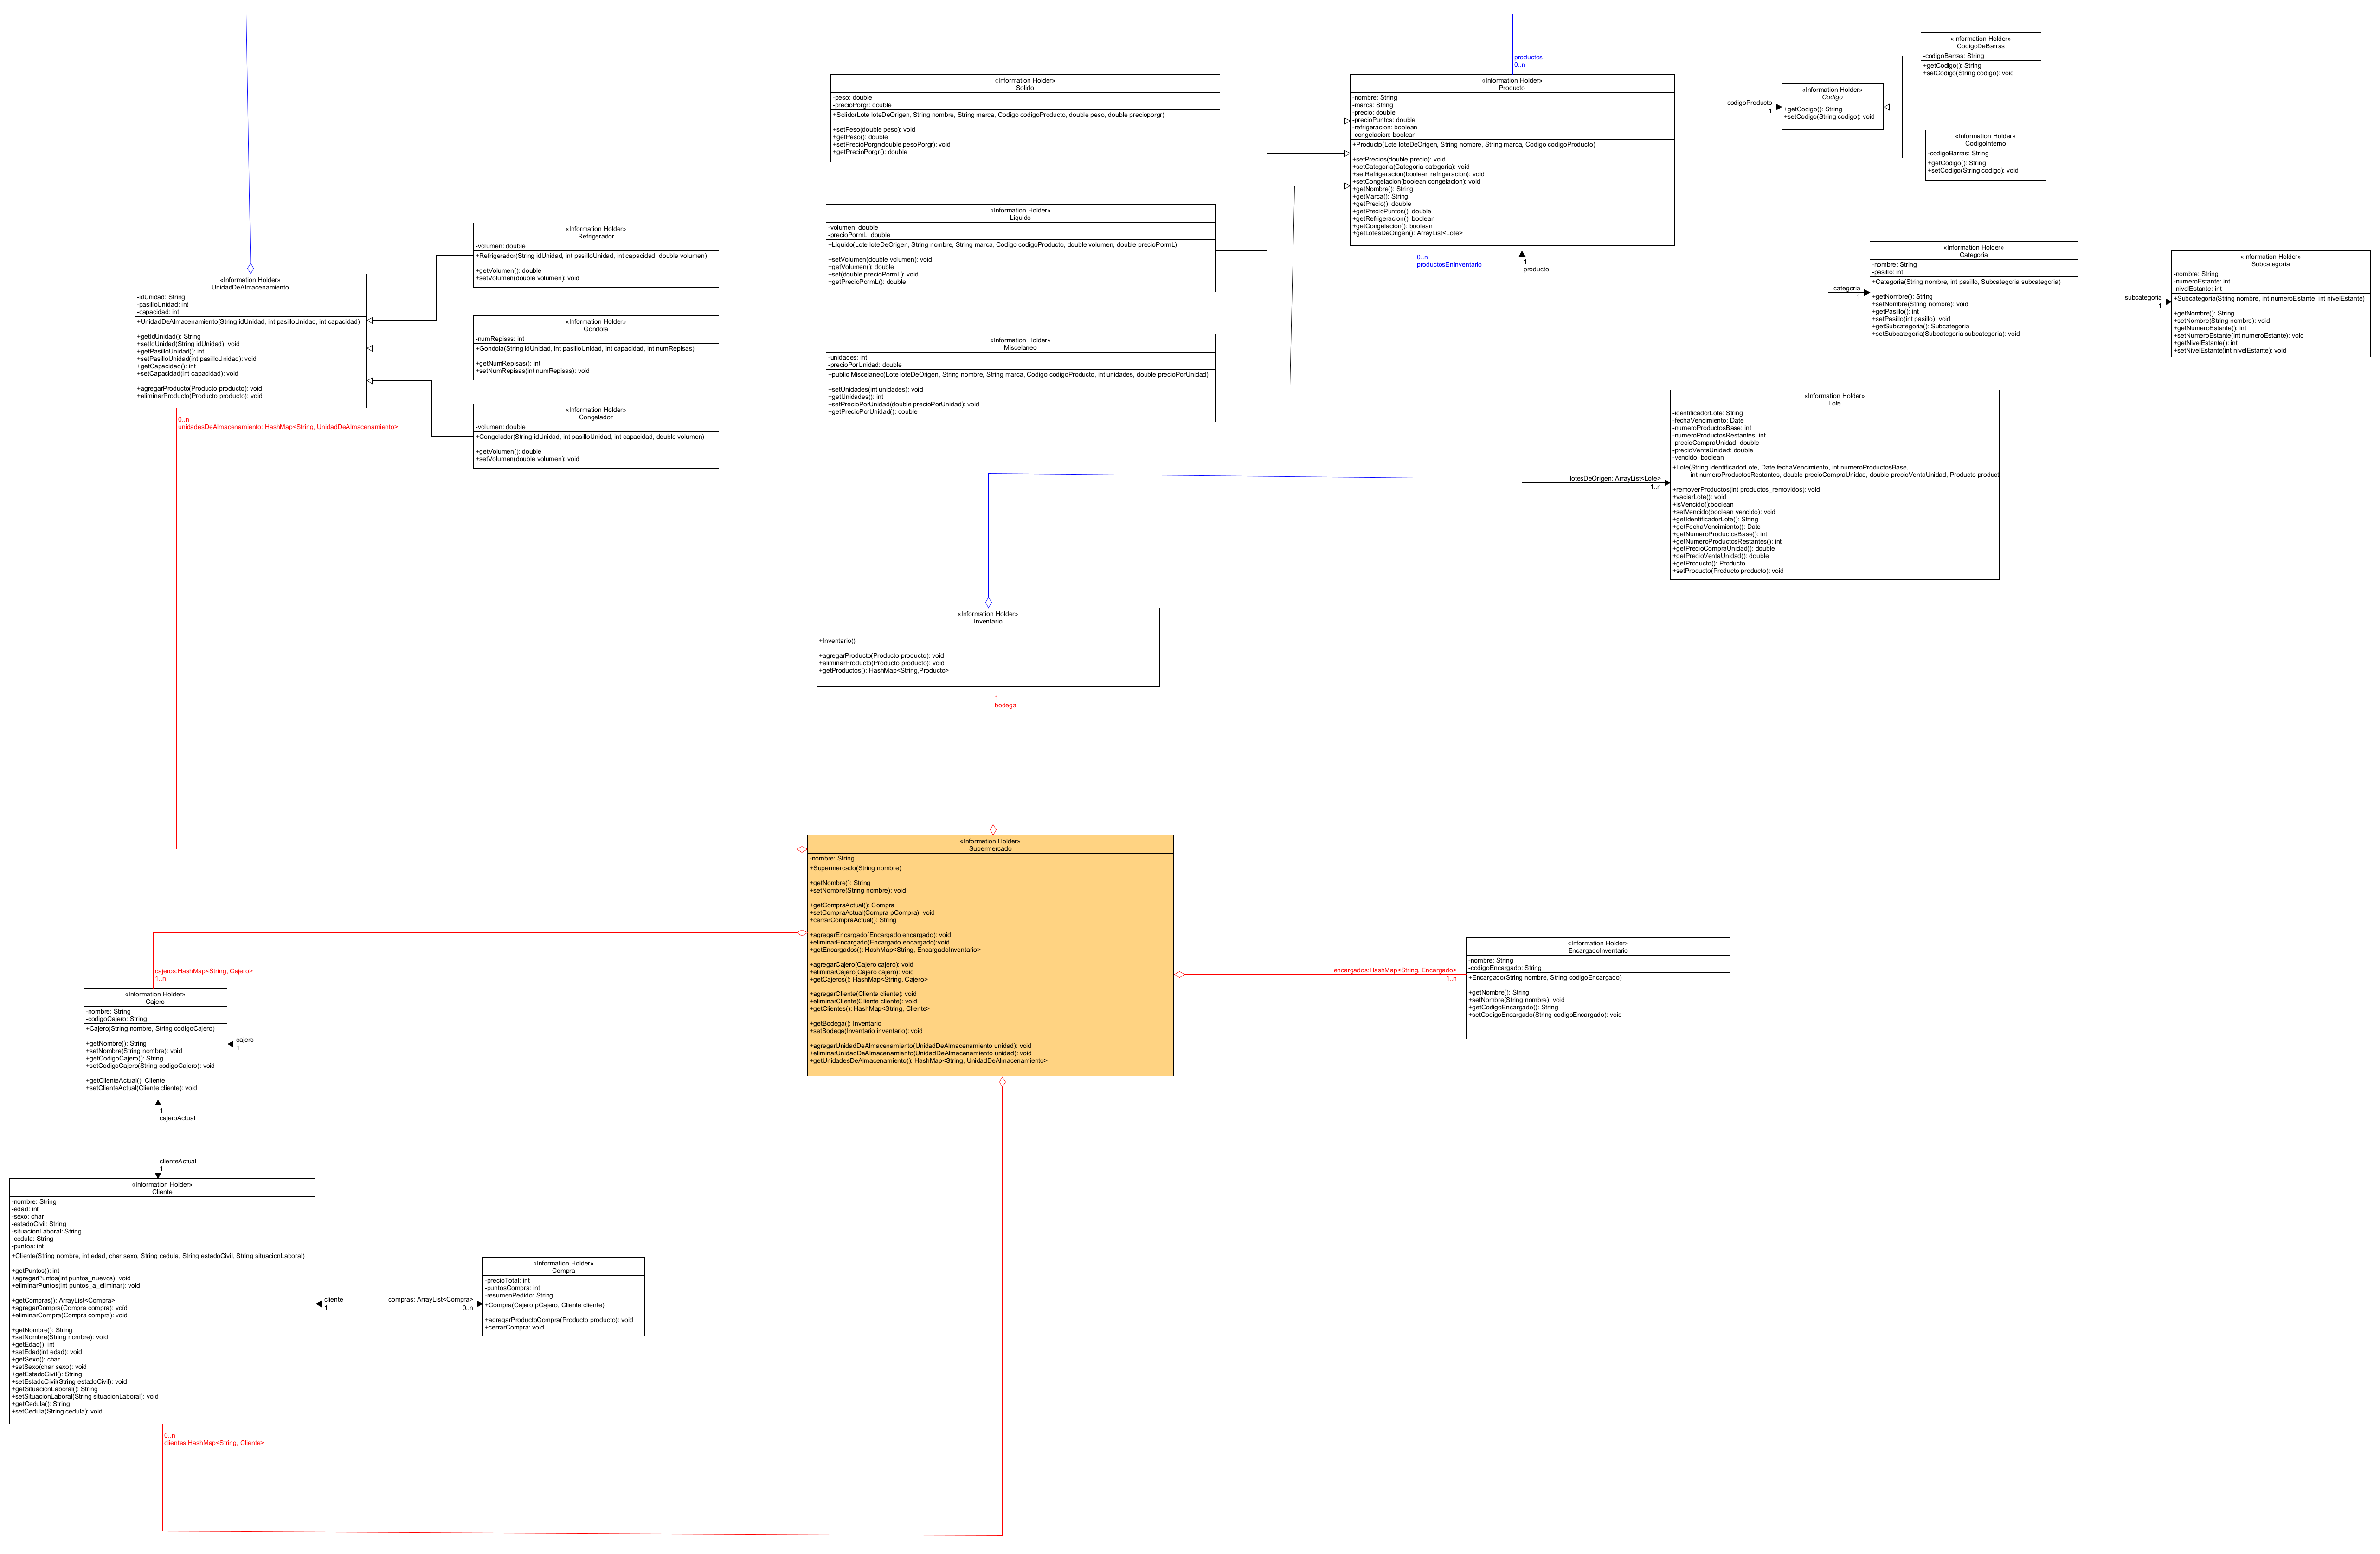 productos
0..n
«Information Holder»
CodigoDeBarras
-codigoBarras: String
+getCodigo(): String
+setCodigo(String codigo): void
«Information Holder»
Solido
-peso: double
-precioPorgr: double
+Solido(Lote loteDeOrigen, String nombre, String marca, Codigo codigoProducto, double peso, double precioporgr)
+setPeso(double peso): void
+getPeso(): double
+setPrecioPorgr(double pesoPorgr): void
+getPrecioPorgr(): double
«Information Holder»
Producto
-nombre: String
-marca: String
-precio: double
-precioPuntos: double
-refrigeracion: boolean
-congelacion: boolean
+Producto(Lote loteDeOrigen, String nombre, String marca, Codigo codigoProducto)
+setPrecios(double precio): void
+setCategoria(Categoria categoria): void
+setRefrigeracion(boolean refrigeracion): void
+setCongelacion(boolean congelacion): void
+getNombre(): String
+getMarca(): String
+getPrecio(): double
+getPrecioPuntos(): double
+getRefrigeracion(): boolean
+getCongelacion(): boolean
+getLotesDeOrigen(): ArrayList<Lote>
codigoProducto
1
«Information Holder»
Codigo
+getCodigo(): String
+setCodigo(String codigo): void
«Information Holder»
CodigoInterno
-codigoBarras: String
+getCodigo(): String
+setCodigo(String codigo): void
«Information Holder»
Liquido
-volumen: double
-precioPormL: double
+Liquido(Lote loteDeOrigen, String nombre, String marca, Codigo codigoProducto, double volumen, double precioPormL)
+setVolumen(double volumen): void
+getVolumen(): double
+set(double precioPormL): void
+getPrecioPormL(): double
«Information Holder»
Refrigerador
-volumen: double
+Refrigerador(String idUnidad, int pasilloUnidad, int capacidad, double volumen)
+getVolumen(): double
+setVolumen(double volumen): void
0..n
productosEnInventario
1
producto
«Information Holder»
Categoria
-nombre: String
-pasillo: int
+Categoria(String nombre, int pasillo, Subcategoria subcategoria)
+getNombre(): String
+setNombre(String nombre): void
+getPasillo(): int
+setPasillo(int pasillo): void
+getSubcategoria(): Subcategoria
+setSubcategoria(Subcategoria subcategoria): void
categoria
1
subcategoria
1
«Information Holder»
Subcategoria
-nombre: String
-numeroEstante: int
-nivelEstante: int
+Subcategoria(String nombre, int numeroEstante, int nivelEstante)
+getNombre(): String
+setNombre(String nombre): void
+getNumeroEstante(): int
+setNumeroEstante(int numeroEstante): void
+getNivelEstante(): int
+setNivelEstante(int nivelEstante): void
«Information Holder»
UnidadDeAlmacenamiento
-idUnidad: String
-pasilloUnidad: int
-capacidad: int
+UnidadDeAlmacenamiento(String idUnidad, int pasilloUnidad, int capacidad)
+getIdUnidad(): String
+setIdUnidad(String idUnidad): void
+getPasilloUnidad(): int
+setPasilloUnidad(int pasilloUnidad): void
+getCapacidad(): int
+setCapacidad(int capacidad): void
+agregarProducto(Producto producto): void
+eliminarProducto(Producto producto): void
«Information Holder»
Gondola
-numRepisas: int
+Gondola(String idUnidad, int pasilloUnidad, int capacidad, int numRepisas)
+getNumRepisas(): int
+setNumRepisas(int numRepisas): void
«Information Holder»
Miscelaneo
-unidades: int
-precioPorUnidad: double
+public Miscelaneo(Lote loteDeOrigen, String nombre, String marca, Codigo codigoProducto, int unidades, double precioPorUnidad)
+setUnidades(int unidades): void
+getUnidades(): int
+setPrecioPorUnidad(double precioPorUnidad): void
+getPrecioPorUnidad(): double
«Information Holder»
Congelador
-volumen: double
+Congelador(String idUnidad, int pasilloUnidad, int capacidad, double volumen)
+getVolumen(): double
+setVolumen(double volumen): void
0..n
unidadesDeAlmacenamiento: HashMap<String, UnidadDeAlmacenamiento>
«Information Holder»
Lote
-identificadorLote: String
-fechaVencimiento: Date
-numeroProductosBase: int
-numeroProductosRestantes: int
-precioCompraUnidad: double
-precioVentaUnidad: double
-vencido: boolean
+Lote(String identificadorLote, Date fechaVencimiento, int numeroProductosBase,
int numeroProductosRestantes, double precioCompraUnidad, double precioVentaUnidad, Producto product
+removerProductos(int productos_removidos): void
+vaciarLote(): void
+isVencido():boolean
+setVencido(boolean vencido): void
+getIdentificadorLote(): String
+getFechaVencimiento(): Date
+getNumeroProductosBase(): int
+getNumeroProductosRestantes(): int
+getPrecioCompraUnidad(): double
+getPrecioVentaUnidad(): double
+getProducto(): Producto
+setProducto(Producto producto): void
lotesDeOrigen: ArrayList<Lote>
1..n
«Information Holder»
Inventario
+Inventario()
+agregarProducto(Producto producto): void
+eliminarProducto(Producto producto): void
+getProductos(): HashMap<String,Producto>
1
bodega
«Information Holder»
Supermercado
-nombre: String
+Supermercado(String nombre)
+getNombre(): String
+setNombre(String nombre): void
+getCompraActual(): Compra
+setCompraActual(Compra pCompra): void
+cerrarCompraActual(): String
+agregarEncargado(Encargado encargado): void
+eliminarEncargado(Encargado encargado):void
+getEncargados(): HashMap<String, EncargadoInventario>
+agregarCajero(Cajero cajero): void
+eliminarCajero(Cajero cajero): void
+getCajeros(): HashMap<String, Cajero>
+agregarCliente(Cliente cliente): void
+eliminarCliente(Cliente cliente): void
+getClientes(): HashMap<String, Cliente>
+getBodega(): Inventario
+setBodega(Inventario inventario): void
+agregarUnidadDeAlmacenamiento(UnidadDeAlmacenamiento unidad): void
+eliminarUnidadDeAlmacenamiento(UnidadDeAlmacenamiento unidad): void
+getUnidadesDeAlmacenamiento(): HashMap<String, UnidadDeAlmacenamiento>
encargados:HashMap<String, Encargado>
1..n
«Information Holder»
EncargadoInventario
-nombre: String
-codigoEncargado: String
+Encargado(String nombre, String codigoEncargado)
+getNombre(): String
+setNombre(String nombre): void
+getCodigoEncargado(): String
+setCodigoEncargado(String codigoEncargado): void
cajeros:HashMap<String, Cajero>
1..n
«Information Holder»
Cajero
-nombre: String
-codigoCajero: String
+Cajero(String nombre, String codigoCajero)
+getNombre(): String
+setNombre(String nombre): void
+getCodigoCajero(): String
+setCodigoCajero(String codigoCajero): void
+getClienteActual(): Cliente
+setClienteActual(Cliente cliente): void
cajero
1
1
cajeroActual
clienteActual
1
«Information Holder»
Cliente
-nombre: String
-edad: int
-sexo: char
-estadoCivil: String
-situacionLaboral: String
-cedula: String
-puntos: int
+Cliente(String nombre, int edad, char sexo, String cedula, String estadoCivil, String situacionLaboral)
+getPuntos(): int
+agregarPuntos(int puntos_nuevos): void
+eliminarPuntos(int puntos_a_eliminar): void
+getCompras(): ArrayList<Compra>
+agregarCompra(Compra compra): void
+eliminarCompra(Compra compra): void
+getNombre(): String
+setNombre(String nombre): void
+getEdad(): int
+setEdad(int edad): void
+getSexo(): char
+setSexo(char sexo): void
+getEstadoCivil(): String
+setEstadoCivil(String estadoCivil): void
+getSituacionLaboral(): String
+setSituacionLaboral(String situacionLaboral): void
+getCedula(): String
+setCedula(String cedula): void
cliente
1
compras: ArrayList<Compra>
0..n
«Information Holder»
Compra
-precioTotal: int
-puntosCompra: int
-resumenPedido: String
+Compra(Cajero pCajero, Cliente cliente)
+agregarProductoCompra(Producto producto): void
+cerrarCompra: void
0..n
clientes:HashMap<String, Cliente>